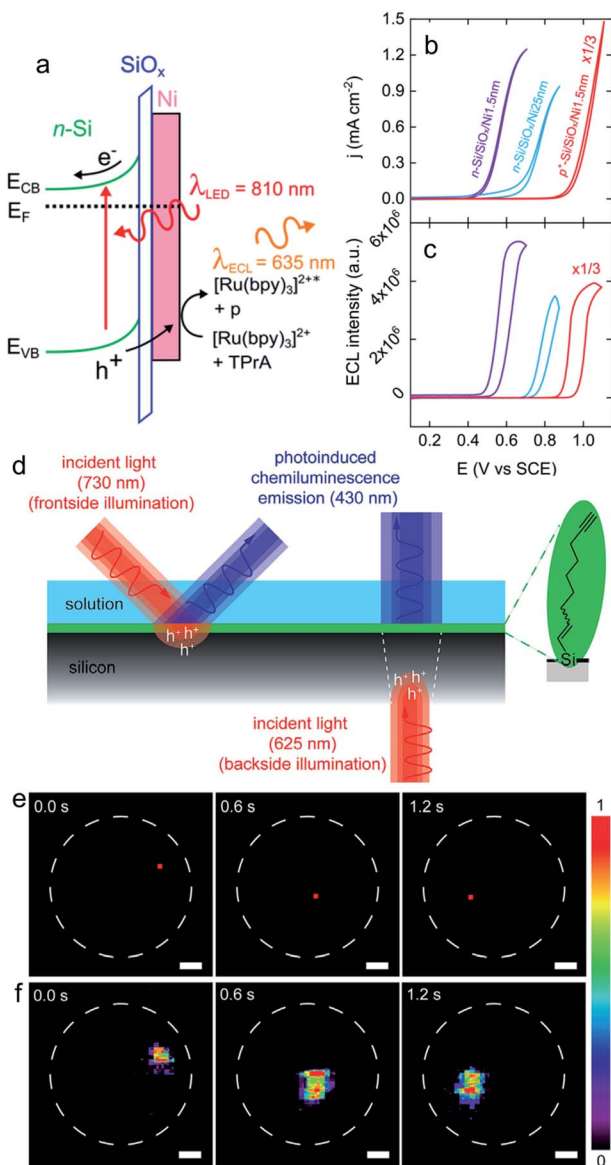 a
SiOₓ
Ni
n-Si
e⁻
E_CB
E_F
λ_LED = 810 nm
λ_ECL = 635 nm
[Ru(bpy)₃]²⁺*
+ p
[Ru(bpy)₃]²⁺
+ TPrA
E_VB
h⁺
b
j (mA cm⁻²)
1.5
1.2
0.9
0.6
0.3
0.0
n-Si/SiOₓ/Ni1.5nm
n-Si/SiOₓ/Ni25nm
p⁺-Si/SiOₓ/Ni1.5nm
x1/3
c
ECL intensity (a.u.)
6x10⁶
4x10⁶
2x10⁶
0
x1/3
0.2 0.4 0.6 0.8 1.0
E (V vs SCE)
d
incident light
(730 nm)
(frontside illumination)
photoinduced
chemiluminescence
emission (430 nm)
solution
h⁺ h⁺
h⁺
silicon
h⁺ h⁺
h⁺
incident light
(625 nm)
(backside illumination)
Si
e
0.0 s
0.6 s
1.2 s
1
f
0.0 s
0.6 s
1.2 s
0